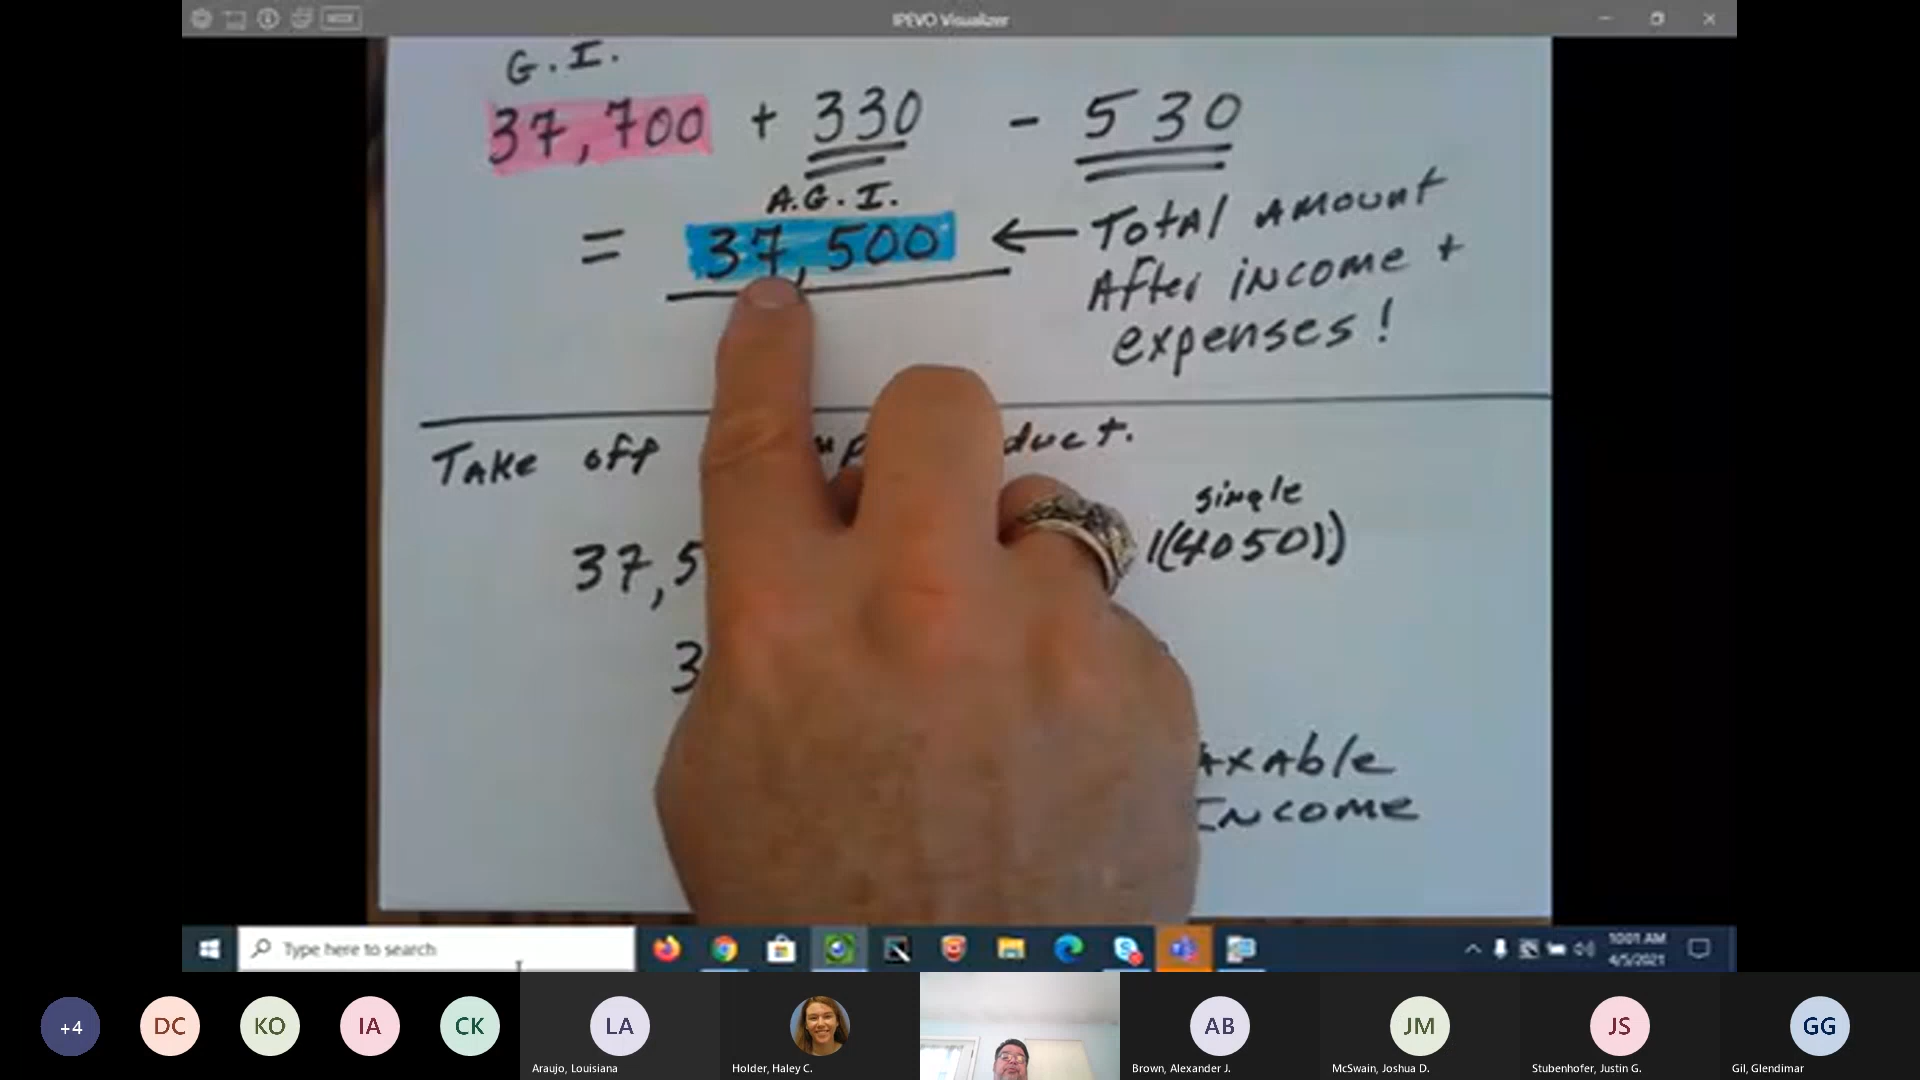 IPEVO Visualizer
G.I.
37,700 + 330 - 530
A.G.I.
= 37,500 ← Total Amount
After income +
expenses!
Take off
duct.
single
37,5
1(4050))
3
axable
Income
Type here to search
10:01 AM
4/5/2021
+4
DC
KO
IA
CK
LA
AB
JM
JS
GG
Araujo, Louisiana
Holder, Haley C.
Brown, Alexander J.
McSwain, Joshua D.
Stubenhofer, Justin G.
Gil, Glendimar